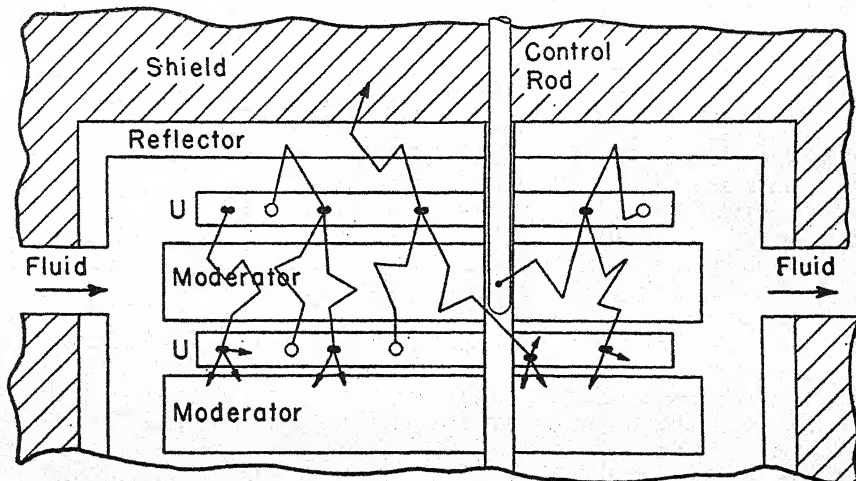 Shield
Control
Rod
Reflector
U
Fluid
Moderator
Fluid
U
Moderator